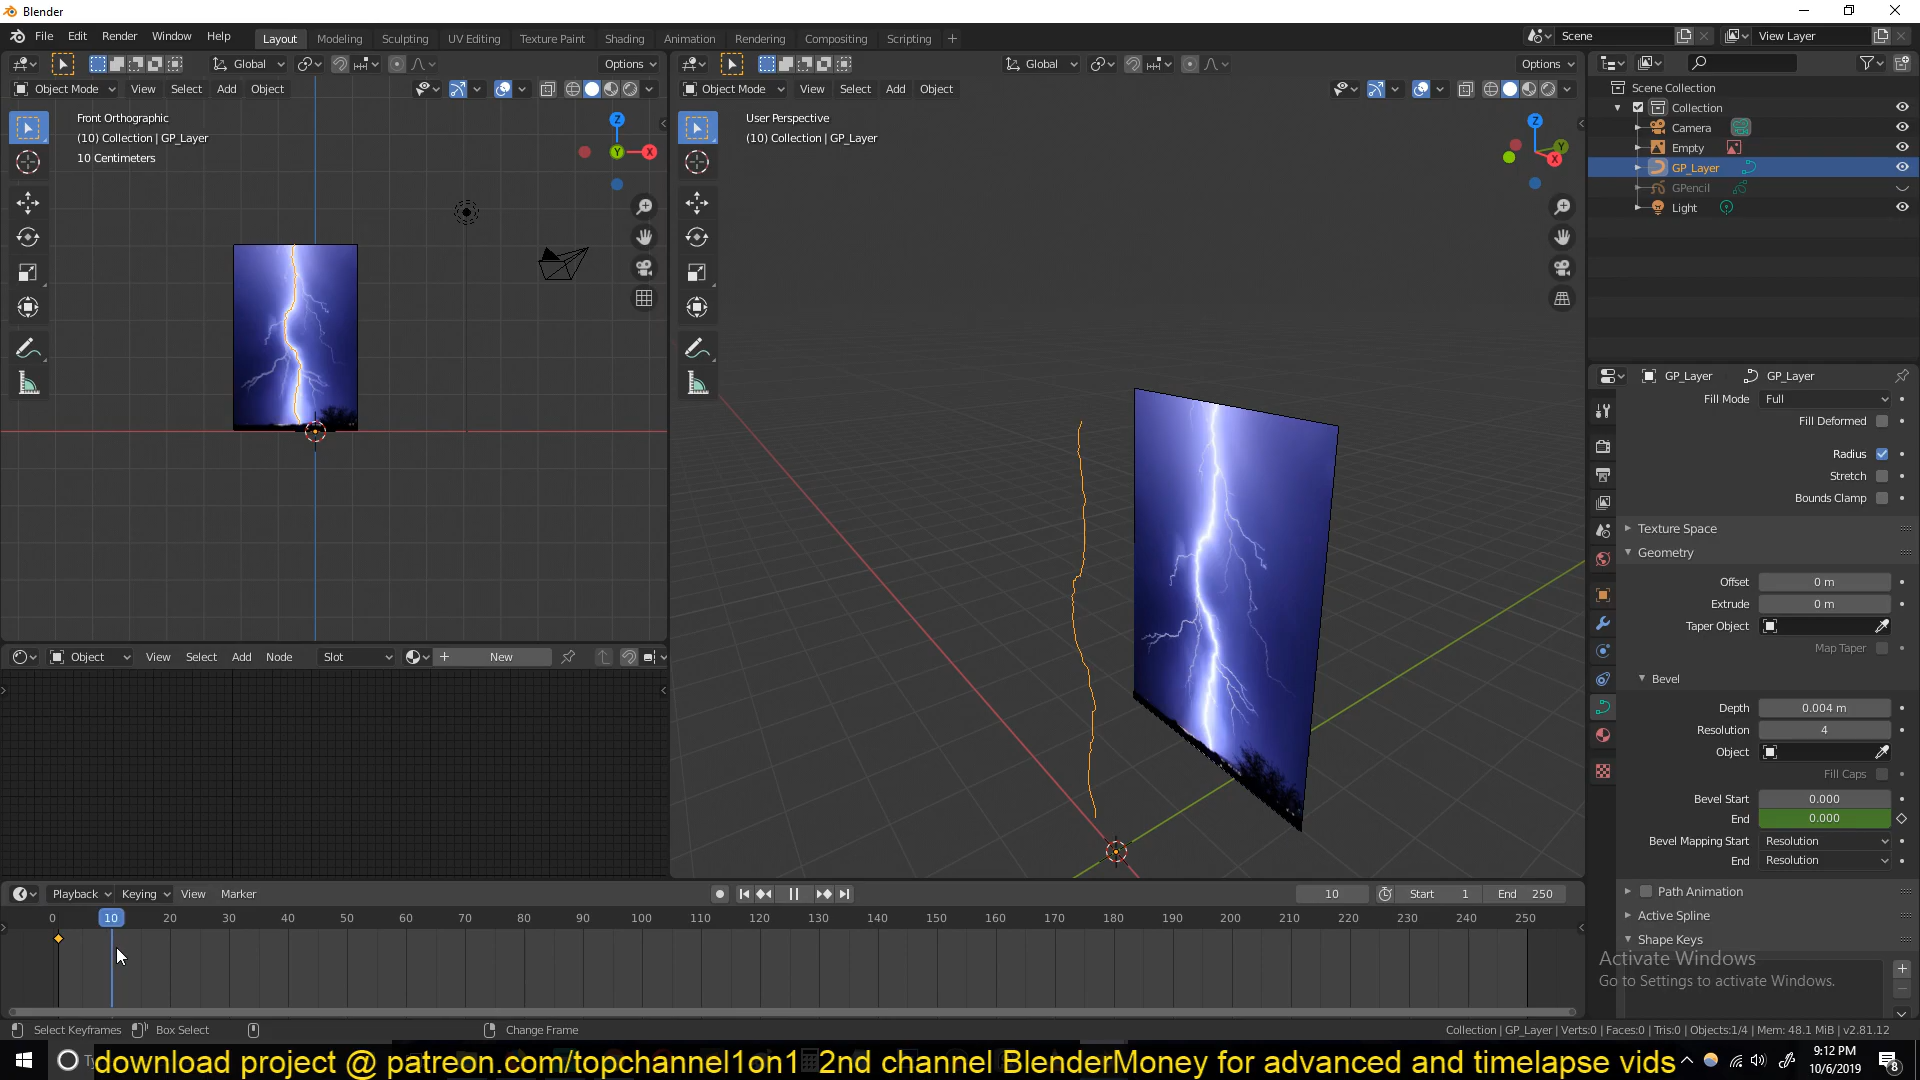 Blender
File Edit Render Window Help
Layout Modeling Sculpting UV Editing Texture Paint Shading Animation Rendering Compositing Scripting +
Scene
View Layer
Global
Options
Global
Options
Object Mode View Select Add Object
Object Mode View Select Add Object
Front Orthographic
(10) Collection | GP_Layer
10 Centimeters
Z
Y
X
User Perspective
(10) Collection | GP_Layer
Z
Y
X
Scene Collection
Collection
Camera
Empty
GP_Layer
GPencil
Light
GP_Layer
GP_Layer
Fill Mode Full
Fill Deformed
Radius
Stretch
Bounds Clamp
Texture Space
Geometry
Offset 0 m
Extrude 0 m
Taper Object
Map Taper
Bevel
Depth 0.004 m
Resolution 4
Object
Fill Caps
Bevel Start 0.000
End 0.000
Bevel Mapping Start Resolution
End Resolution
Path Animation
Active Spline
Shape Keys
Activate Windows
Go to Settings to activate Windows.
Object View Select Add Node Slot New
Playback Keying View Marker
10 Start 1 End 250
0 10 20 30 40 50 60 70 80 90 100 110 120 130 140 150 160 170 180 190 200 210 220 230 240 250
Select Keyframes Box Select Change Frame
Collection | GP_Layer | Verts:0 | Faces:0 | Tris:0 | Objects:1/4 | Mem: 48.1 MiB | v2.81.12
download project @ patreon.com/topchannel1on1 2nd channel BlenderMoney for advanced and timelapse vids
9:12 PM
10/6/2019
8